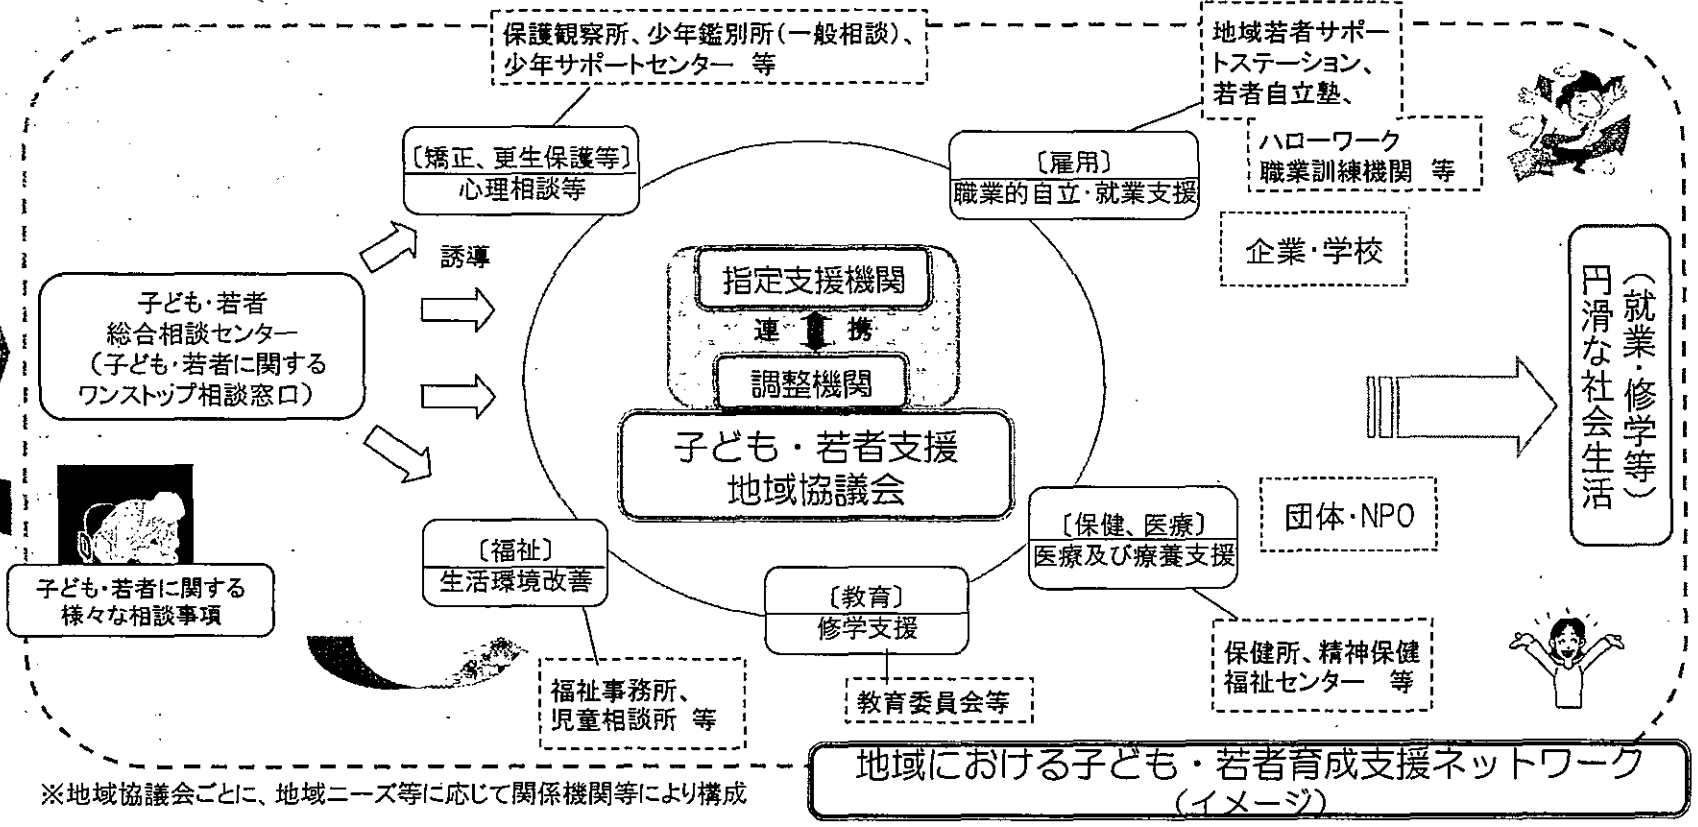 保護観察所、少年鑑別所(一般相談)、
少年サポートセンター 等
地域若者サポー
トステーション、
若者自立塾、
ハローワーク
職業訓練機関 等
〔矯正、更生保護等〕
心理相談等
〔雇用〕
職業的自立・就業支援
誘導
企業・学校
指定支援機関
連 携
調整機関
子ども・若者支援
地域協議会
子ども・若者
総合相談センター
(子ども・若者に関する
ワンストップ相談窓口)
円滑な社会生活
(就業・修学等)
子ども・若者に関する
様々な相談事項
〔福祉〕
生活環境改善
〔教育〕
修学支援
〔保健、医療〕
医療及び療養支援
団体・NPO
福祉事務所、
児童相談所 等
教育委員会等
保健所、精神保健
福祉センター 等
地域における子ども・若者育成支援ネットワーク
(イメージ)
※地域協議会ごとに、地域ニーズ等に応じて関係機関等により構成